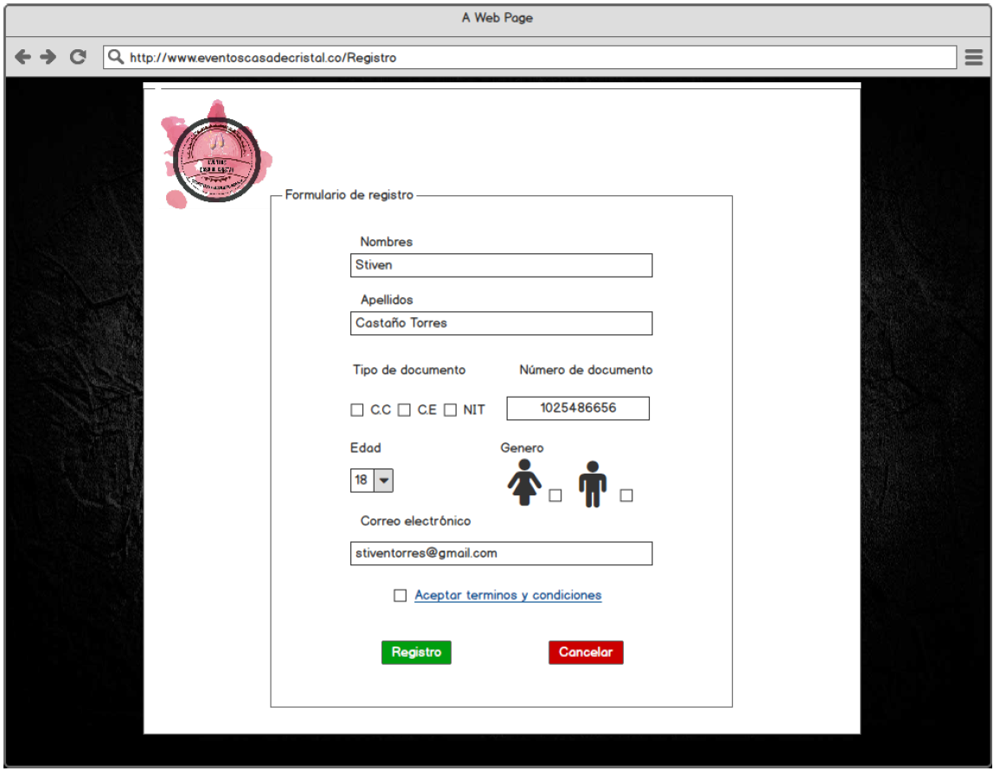 A Web Page
http://www.eventoscasadecristal.co/Registro
Formulario de registro
Nombres
Stiven
Apellidos
Castaño Torres
Tipo de documento Número de documento
C.C C.E NIT 1025486656
Edad Genero
18
Correo electrónico
stiventorres@gmail.com
Aceptar terminos y condiciones
Registro Cancelar